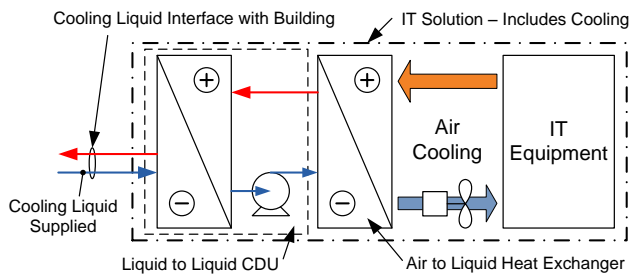 Cooling Liquid Interface with Building
IT Solution – Includes Cooling
+
+
Air
Cooling
IT
Equipment
Cooling Liquid
Supplied
−
−
Liquid to Liquid CDU
Air to Liquid Heat Exchanger